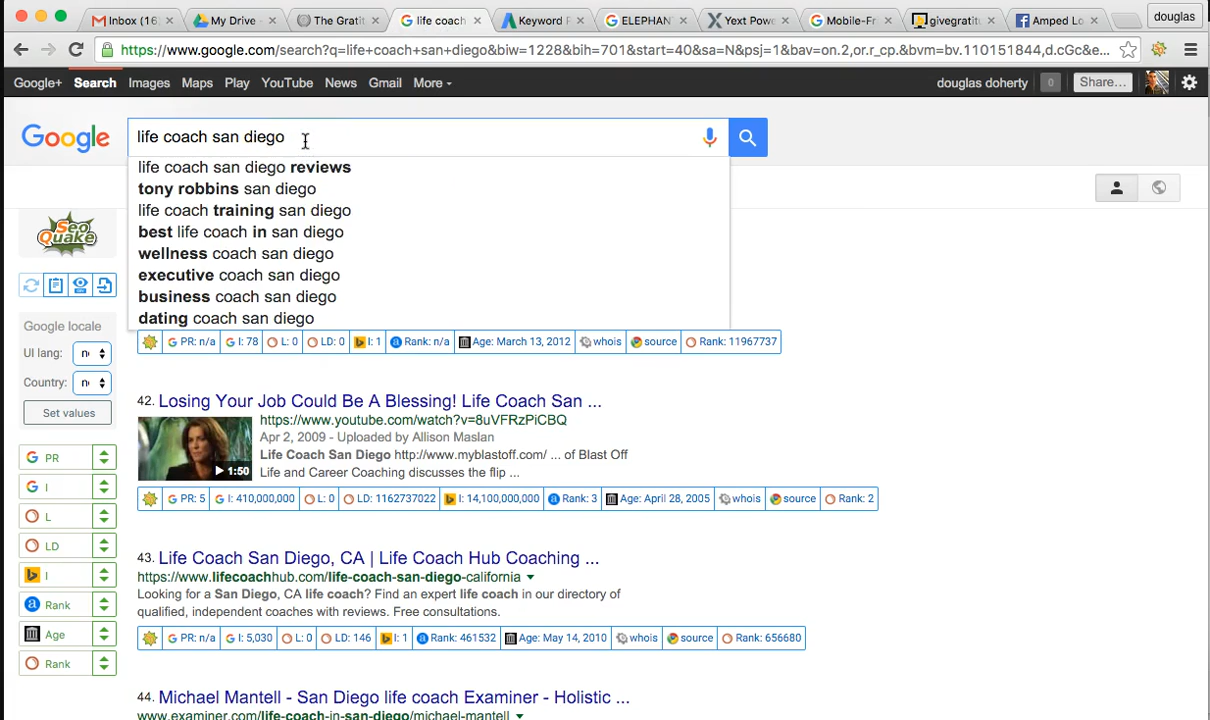 Inbox (16
My Drive -
The Gratit
life coach
Keyword P
ELEPHAN
Yext Powe
Mobile-Fr
givegratitu
Amped Lo
douglas
https://www.google.com/search?q=life+coach+san+diego&biw=1228&bih=701&start=40&sa=N&psj=1&bav=on.2,or.r_cp.&bvm=bv.110151844,d.cGc&e...
Google+ Search Images Maps Play YouTube News Gmail More
douglas doherty 0 Share...
Google
life coach san diego
life coach san diego reviews
tony robbins san diego
life coach training san diego
best life coach in san diego
wellness coach san diego
executive coach san diego
business coach san diego
dating coach san diego
SEO Quake
Google locale
UI lang: n
Country: n
Set values
PR
I
L
LD
I
Rank
Age
Rank
PR: n/a I: 78 L: 0 LD: 0 I: 1 Rank: n/a Age: March 13, 2012 whois source Rank: 11967737
42. Losing Your Job Could Be A Blessing! Life Coach San ...
https://www.youtube.com/watch?v=8uVFRzPiCBQ
Apr 2, 2009 - Uploaded by Allison Maslan
Life Coach San Diego http://www.myblastoff.com/ ... of Blast Off
Life and Career Coaching discusses the flip ...
1:50
PR: 5 I: 410,000,000 L: 0 LD: 1162737022 I: 14,100,000,000 Rank: 3 Age: April 28, 2005 whois source Rank: 2
43. Life Coach San Diego, CA | Life Coach Hub Coaching ...
https://www.lifecoachhub.com/life-coach-san-diego-california
Looking for a San Diego, CA life coach? Find an expert life coach in our directory of
qualified, independent coaches with reviews. Free consultations.
PR: n/a I: 5,030 L: 0 LD: 146 I: 1 Rank: 461532 Age: May 14, 2010 whois source Rank: 656680
44. Michael Mantell - San Diego life coach Examiner - Holistic ...
www.examiner.com/life-coach-in-san-diego/michael-mantell